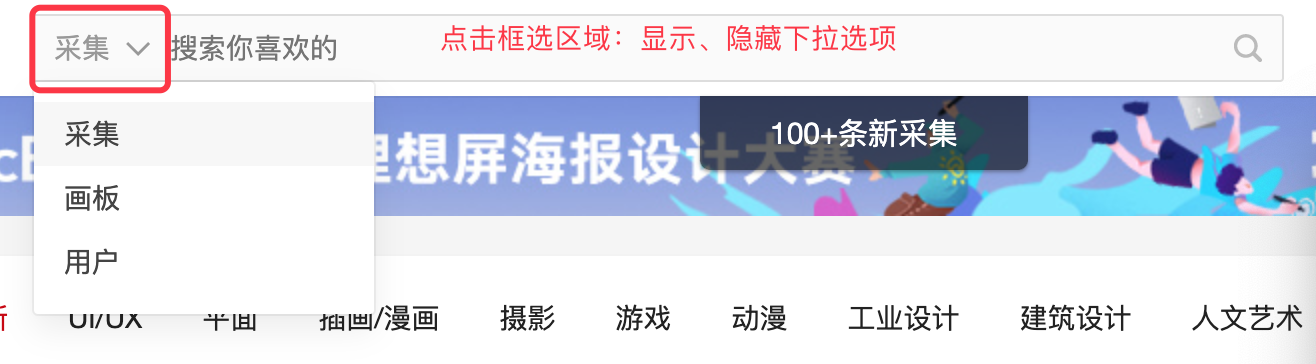 采集
搜索你喜欢的
点击框选区域：显示、隐藏下拉选项
采集
画板
用户
想屏海报设计大赛
100+条新采集
UI/UX
平面
插画/漫画
摄影
游戏
动漫
工业设计
建筑设计
人文艺术